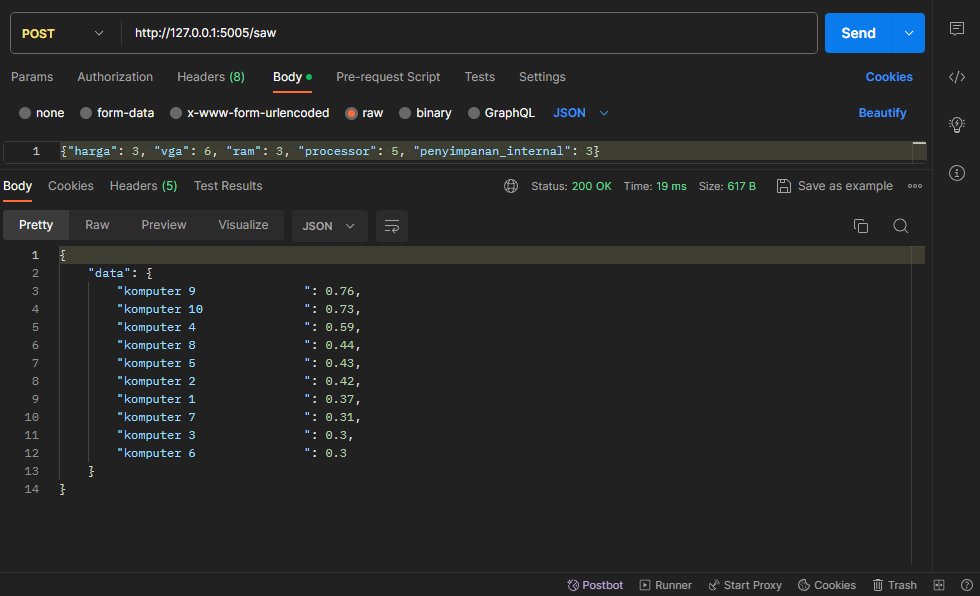 POST http://127.0.0.1:5005/saw Send
Params Authorization Headers (8) Body Pre-request Script Tests Settings Cookies
none form-data x-www-form-urlencoded raw binary GraphQL JSON Beautify
1 {"harga": 3, "vga": 6, "ram": 3, "processor": 5, "penyimpanan_internal": 3}
Body Cookies Headers (5) Test Results Status: 200 OK Time: 19 ms Size: 617 B Save as example
Pretty Raw Preview Visualize JSON
1 {
2 "data": {
3 "komputer 9               ": 0.76,
4 "komputer 10              ": 0.73,
5 "komputer 4               ": 0.59,
6 "komputer 8               ": 0.44,
7 "komputer 5               ": 0.43,
8 "komputer 2               ": 0.42,
9 "komputer 1               ": 0.37,
10 "komputer 7               ": 0.31,
11 "komputer 3               ": 0.3,
12 "komputer 6               ": 0.3
13 }
14 }
Postbot Runner Start Proxy Cookies Trash